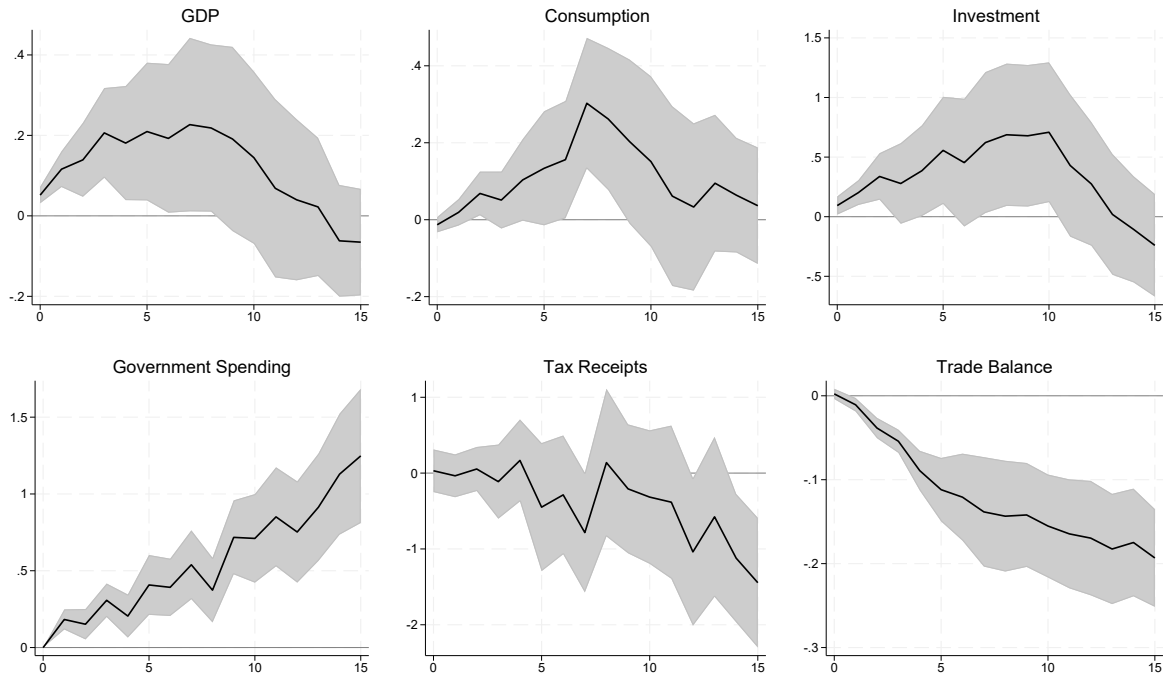 GDP
.4
.2
0
-.2
0 5 10 15
Consumption
.4
.2
0
-.2
0 5 10 15
Investment
1.5
1
.5
0
-.5
0 5 10 15
Government Spending
1.5
1
.5
0
0 5 10 15
Tax Receipts
1
0
-1
-2
0 5 10 15
Trade Balance
0
-.1
-.2
-.3
0 5 10 15